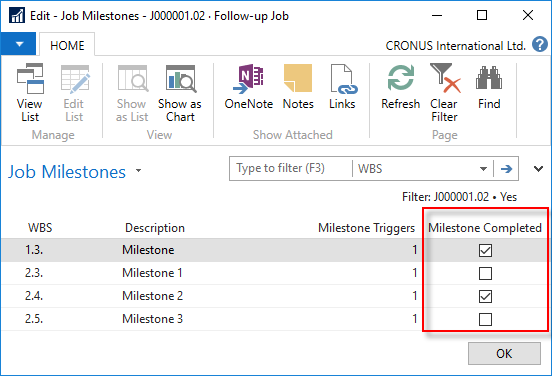 Edit - Job Milestones - J000001.02 · Follow-up Job
HOME
CRONUS International Ltd.
?
View List
Edit List
Manage
Show as List
Show as Chart
View
OneNote
Notes
Links
Show Attached
Refresh
Clear Filter
Find
Page
Job Milestones
Type to filter (F3)
WBS
Filter: J000001.02 • Yes
WBS Description Milestone Triggers Milestone Completed
1.3. Milestone 1
2.3. Milestone 1 1
2.4. Milestone 2 1
2.5. Milestone 3 1
OK